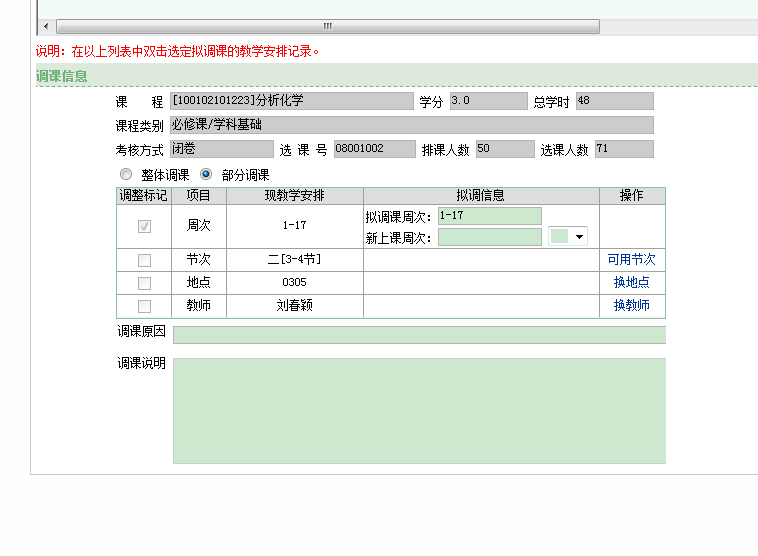 说明：在以上列表中双击选定拟调课的教学安排记录。
调课信息
课 程 [100102101223]分析化学 学分 3.0 总学时 48
课程类别 必修课/学科基础
考核方式 闭卷 选 课 号 08001002 排课人数 50 选课人数 71
整体调课 部分调课
调整标记 项目 现教学安排 拟调信息 操作
周次 1-17 拟调课周次：1-17
新上课周次：
节次 二[3-4节] 可用节次
地点 0305 换地点
教师 刘春颖 换教师
调课原因
调课说明